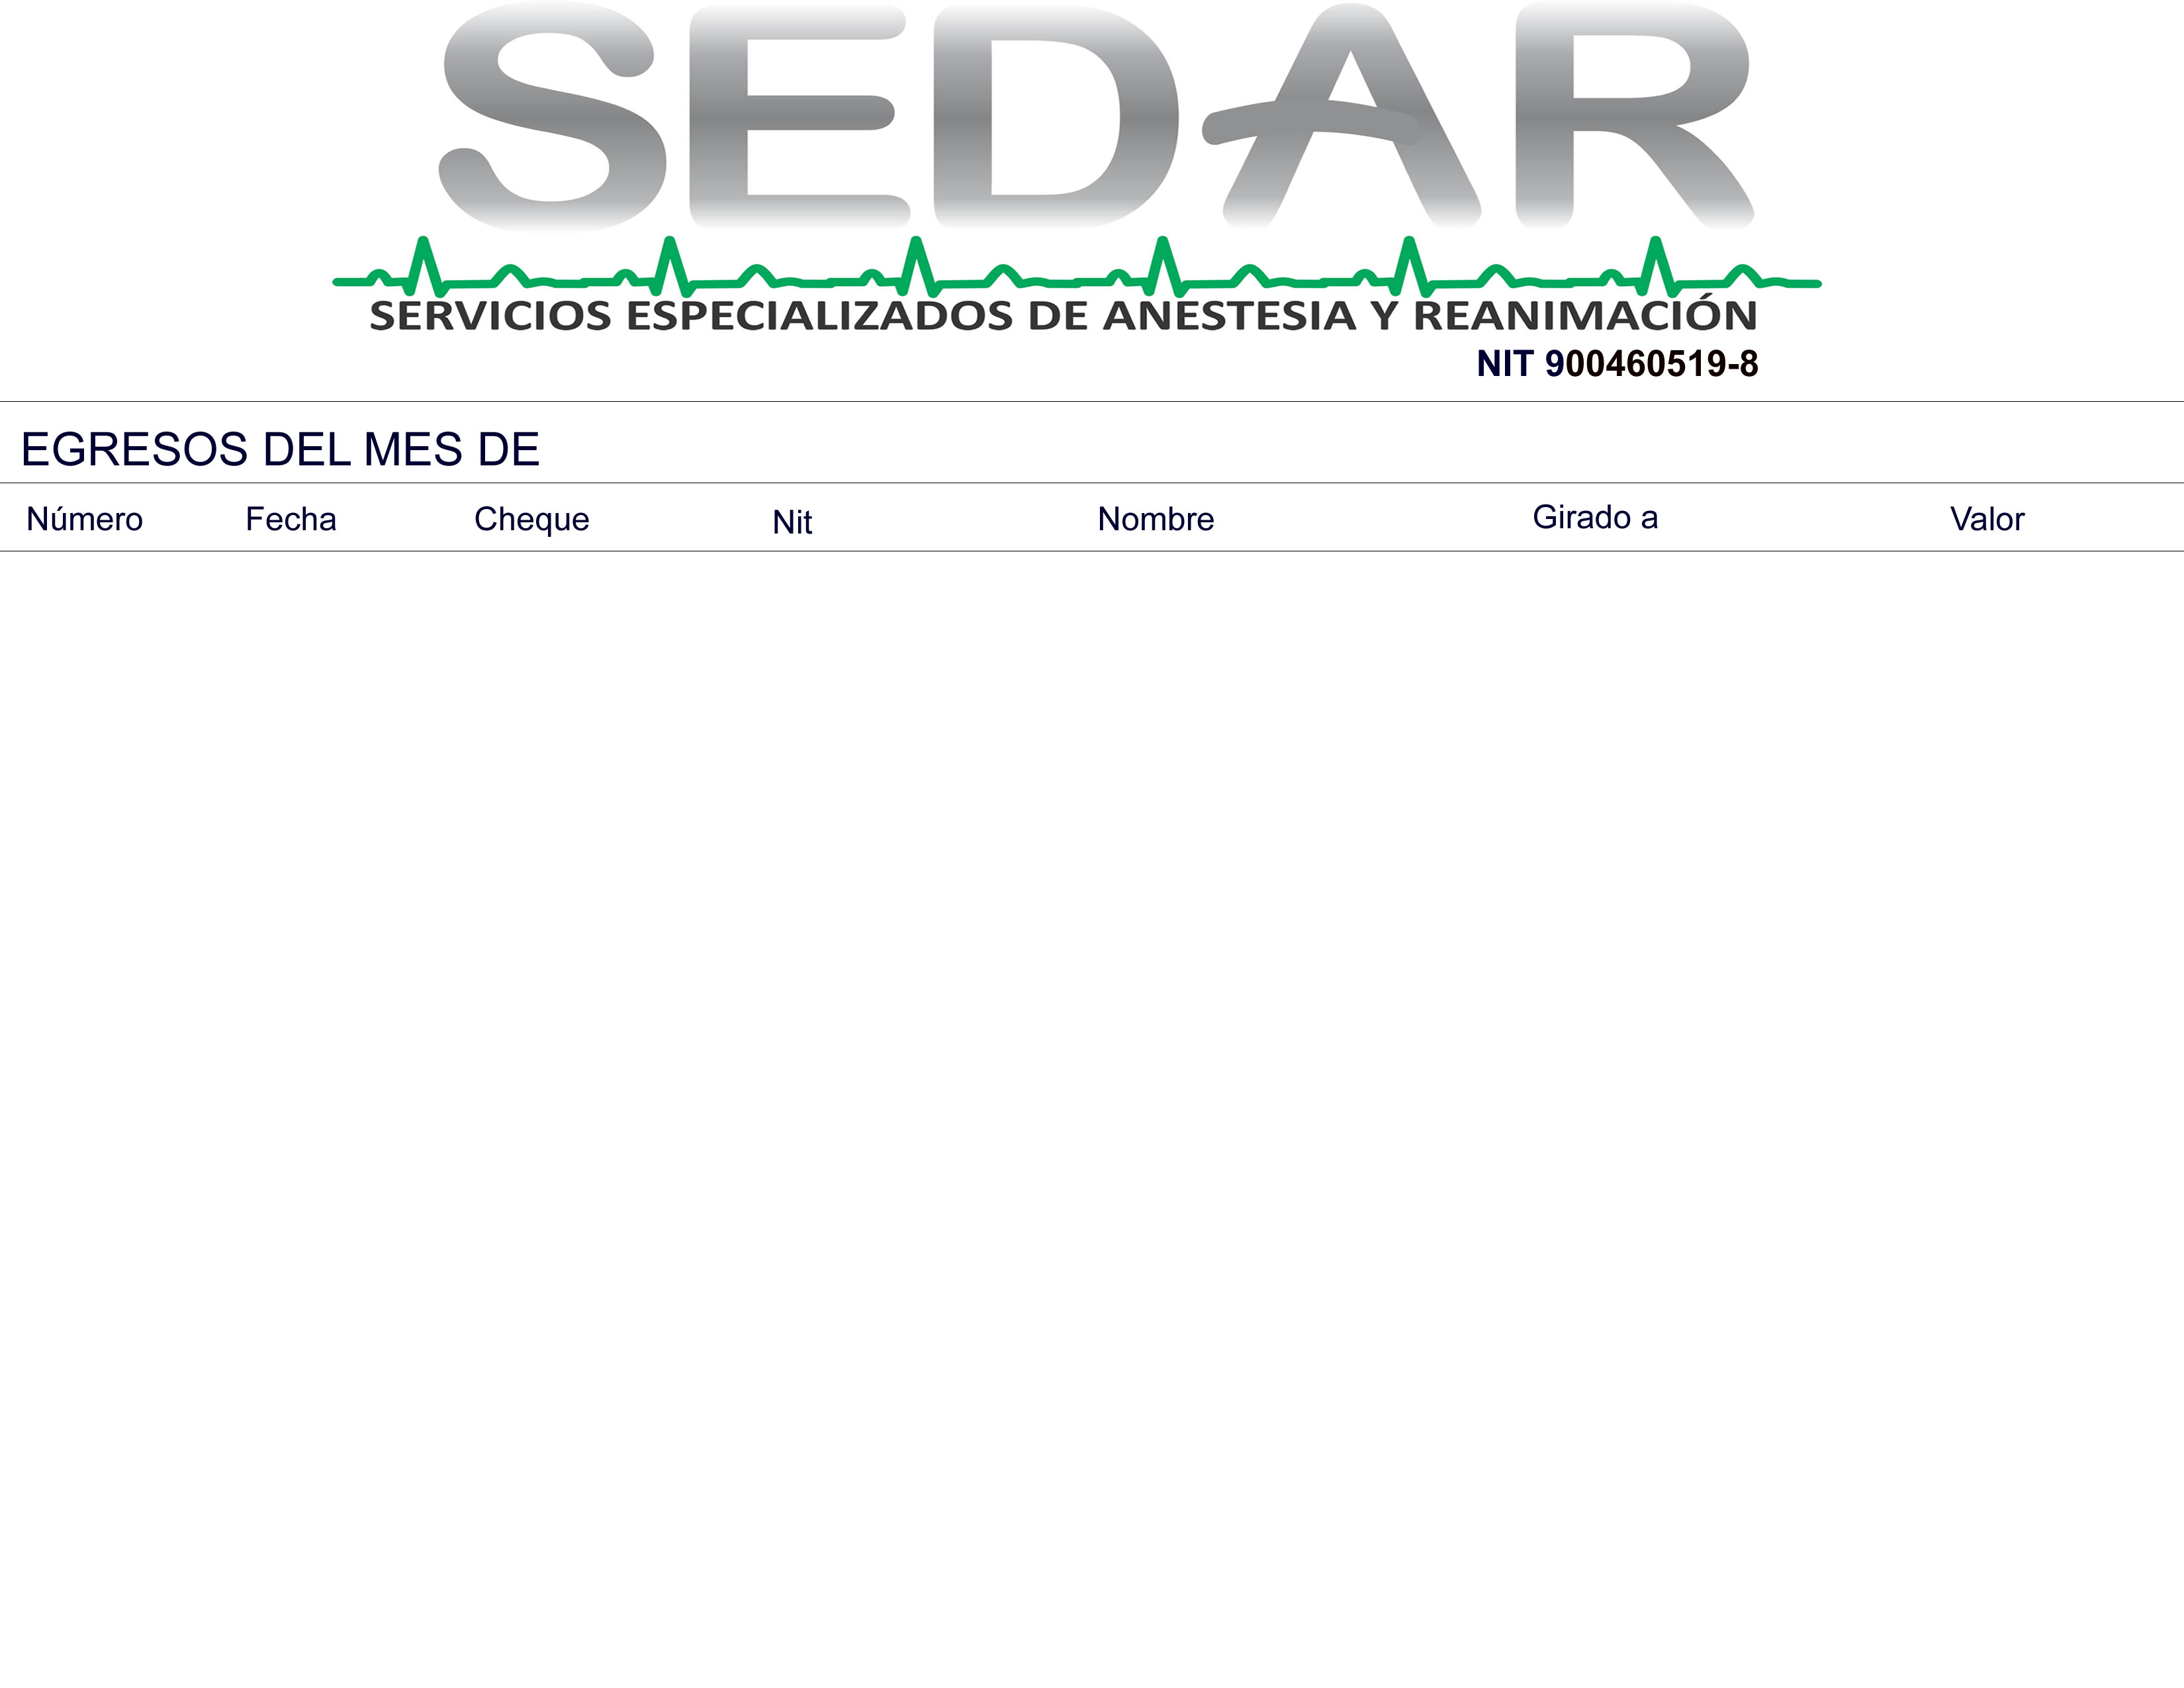 SEDAR
SERVICIOS ESPECIALIZADOS DE ANESTESIA Y REANIMACIÓN
NIT 900460519-8
EGRESOS DEL MES DE
Número Fecha Cheque Nit Nombre Girado a Valor